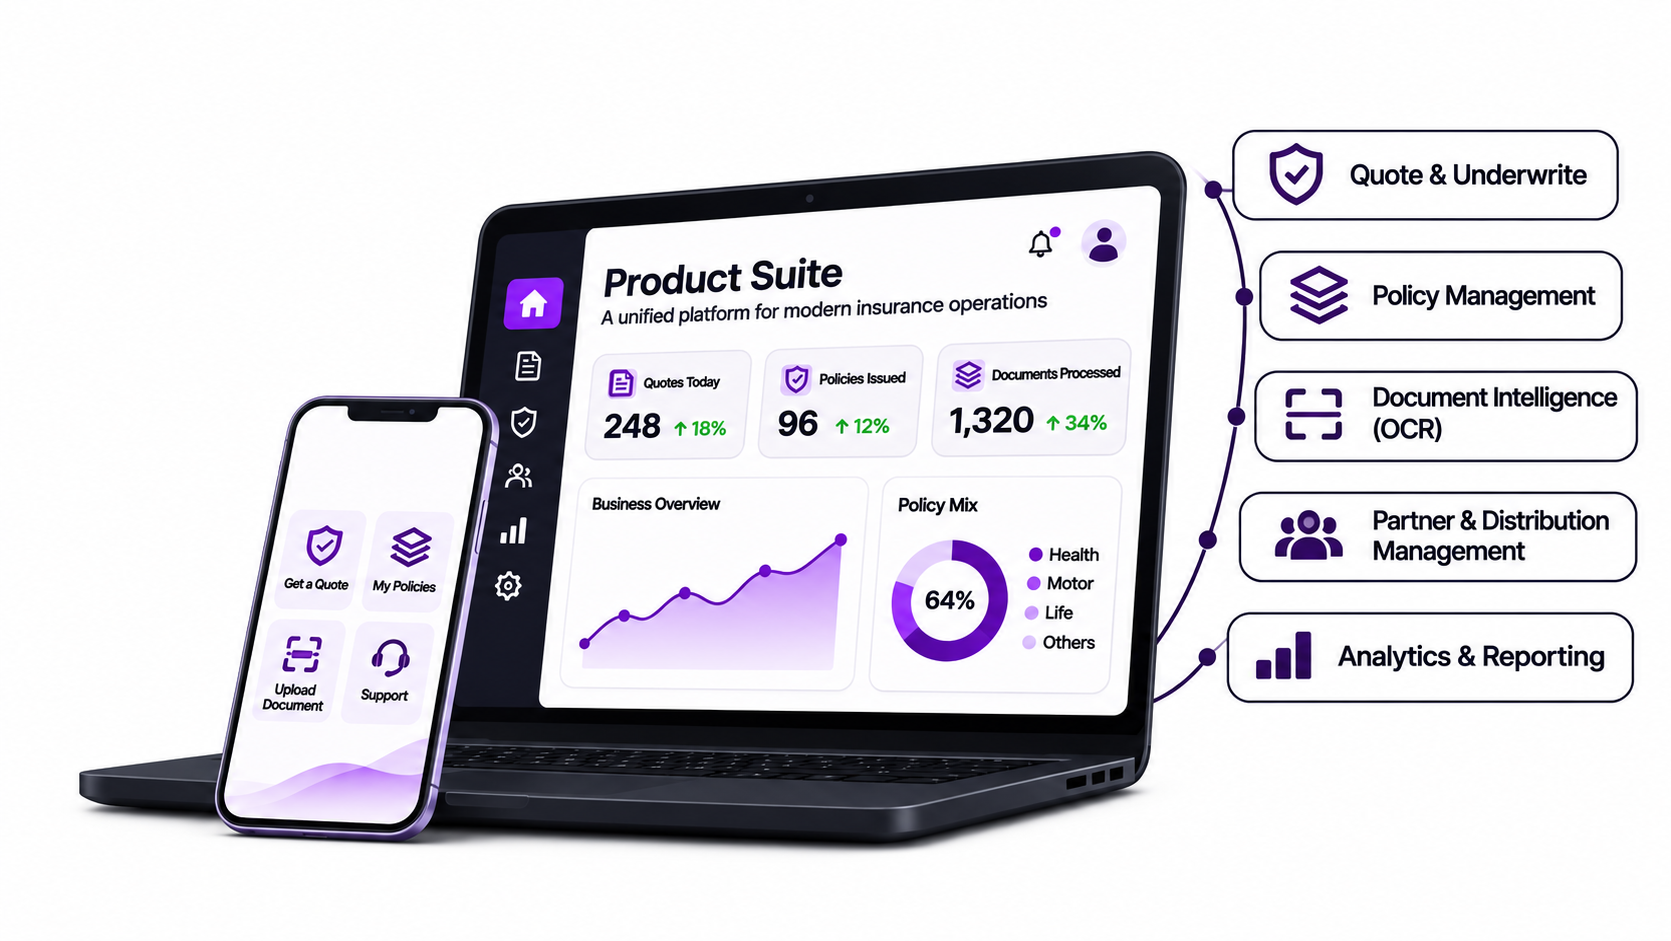 Product Suite
A unified platform for modern insurance operations
Quotes Today
248 ↑ 18%
Policies Issued
96 ↑ 12%
Documents Processed
1,320 ↑ 34%
Business Overview
Policy Mix
64%
Health
Motor
Life
Others
Get a Quote
My Policies
Upload
Document
Support
Quote & Underwrite
Policy Management
Document Intelligence
(OCR)
Partner & Distribution
Management
Analytics & Reporting